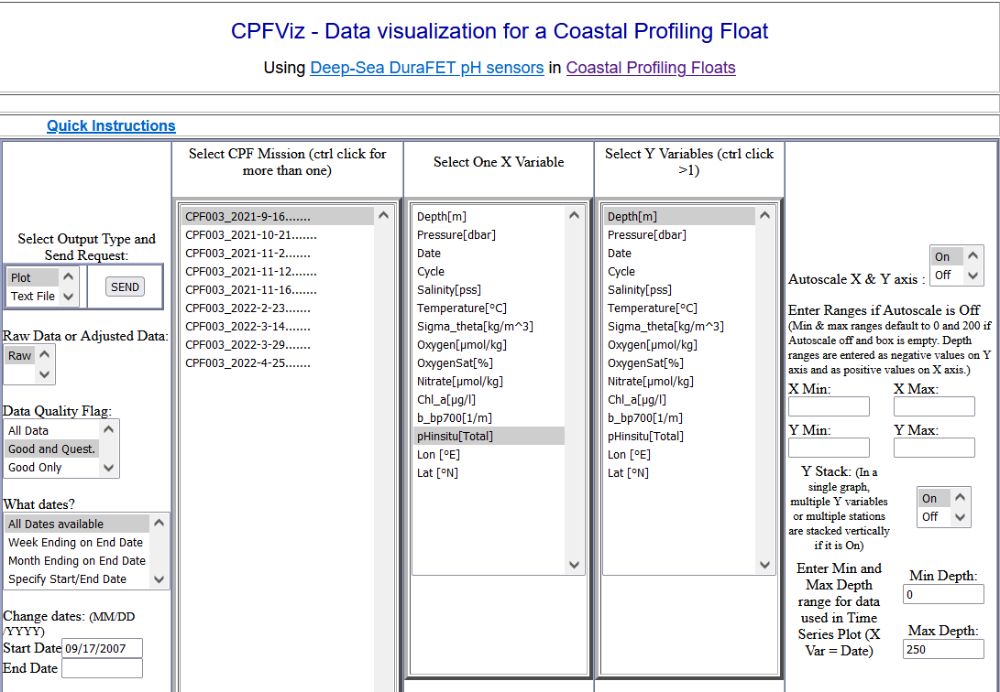 CPFViz - Data visualization for a Coastal Profiling Float
Using Deep-Sea DuraFET pH sensors in Coastal Profiling Floats
Quick Instructions
Select Output Type and
Send Request:
Plot
Text File
SEND
Raw Data or Adjusted Data:
Raw
Data Quality Flag:
All Data
Good and Quest.
Good Only
What dates?
All Dates available
Week Ending on End Date
Month Ending on End Date
Specify Start/End Date
Change dates: (MM/DD
/YYYY)
Start Date 09/17/2007
End Date
Select CPF Mission (ctrl click for
more than one)
CPF003_2021-9-16.......
CPF003_2021-10-21.......
CPF003_2021-11-2.......
CPF003_2021-11-12.......
CPF003_2021-11-16.......
CPF003_2022-2-23.......
CPF003_2022-3-14.......
CPF003_2022-3-29.......
CPF003_2022-4-25.......
Select One X Variable
Depth[m]
Pressure[dbar]
Date
Cycle
Salinity[pss]
Temperature[ºC]
Sigma_theta[kg/m^3]
Oxygen[µmol/kg]
OxygenSat[%]
Nitrate[µmol/kg]
Chl_a[µg/l]
b_bp700[1/m]
pHinsitu[Total]
Lon [ºE]
Lat [ºN]
Select Y Variables (ctrl click
>1)
Depth[m]
Pressure[dbar]
Date
Cycle
Salinity[pss]
Temperature[ºC]
Sigma_theta[kg/m^3]
Oxygen[µmol/kg]
OxygenSat[%]
Nitrate[µmol/kg]
Chl_a[µg/l]
b_bp700[1/m]
pHinsitu[Total]
Lon [ºE]
Lat [ºN]
Autoscale X & Y axis :
On
Off
Enter Ranges if Autoscale is Off
(Min & max ranges default to 0 and 200 if
Autoscale off and box is empty. Depth
ranges are entered as negative values on Y
axis and as positive values on X axis.)
X Min: X Max:
Y Min: Y Max:
Y Stack: (In a
single graph,
multiple Y variables
or multiple stations
are stacked vertically
if it is On)
On
Off
Enter Min and
Max Depth
range for data
used in Time
Series Plot (X
Var = Date)
Min Depth:
0
Max Depth:
250